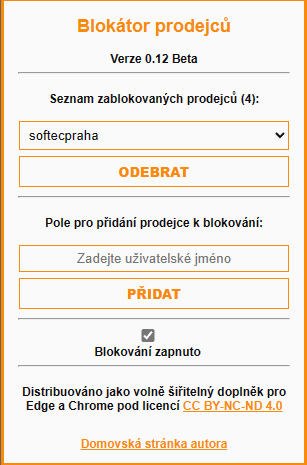 Blokátor prodejců
Verze 0.12 Beta
Seznam zablokovaných prodejců (4):
softecpraha
ODEBRAT
Pole pro přidání prodejce k blokování:
Zadejte uživatelské jméno
PŘIDAT
Blokování zapnuto
Distribuováno jako volně šiřitelný doplněk pro
Edge a Chrome pod licencí CC BY-NC-ND 4.0
Domovská stránka autora